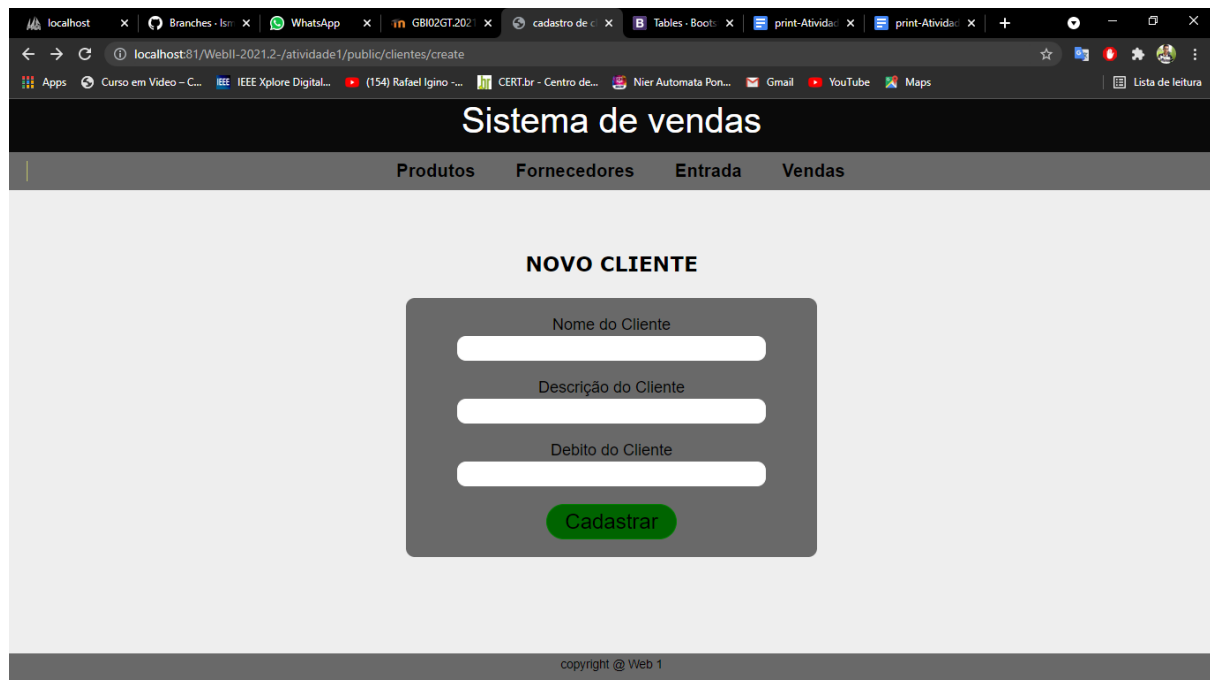 localhost
Branches · Ism
WhatsApp
GBI02GT.2021
cadastro de cl
Tables · Boots
print-Atividad
print-Atividad
localhost:81/WebII-2021.2-/atividade1/public/clientes/create
Apps
Curso em Video – C...
IEEE Xplore Digital...
(154) Rafael Igino -...
CERT.br - Centro de...
Nier Automata Pon...
Gmail
YouTube
Maps
Lista de leitura
Sistema de vendas
Produtos Fornecedores Entrada Vendas
NOVO CLIENTE
Nome do Cliente
Descrição do Cliente
Debito do Cliente
Cadastrar
copyright @ Web 1